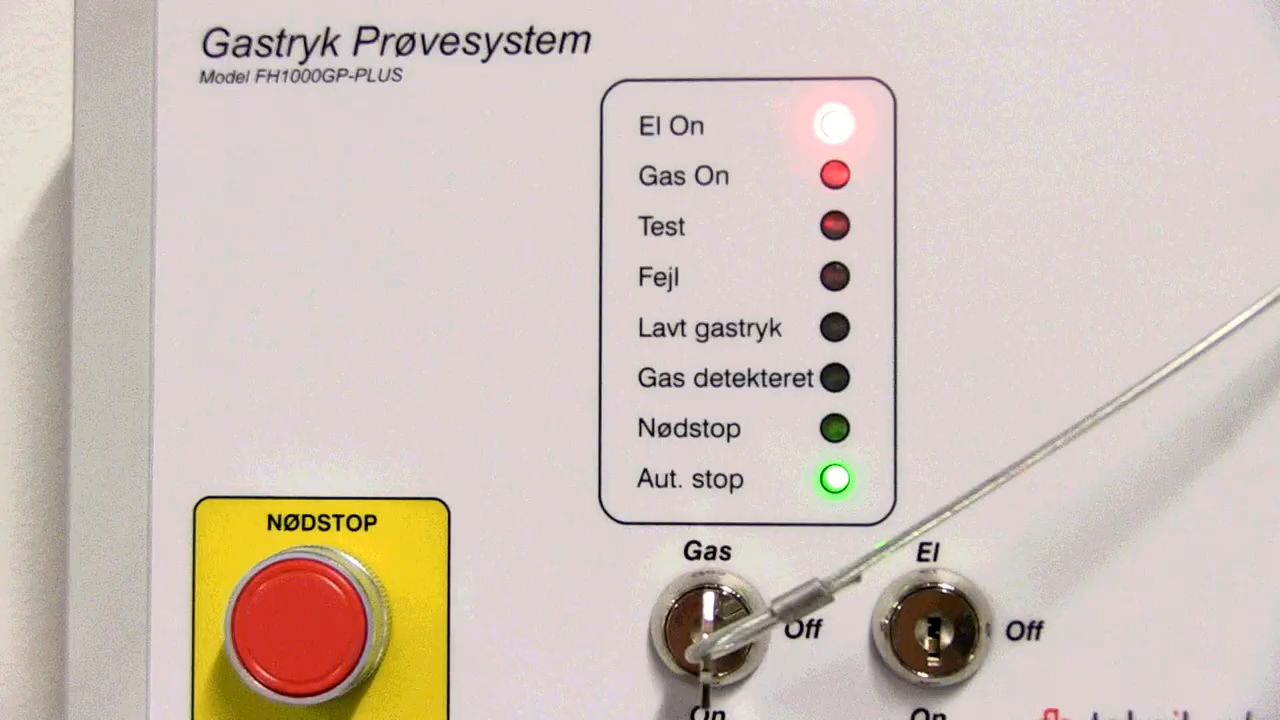 Gastryk Prøvesystem
Model FH1000GP-PLUS
El On
Gas On
Test
Fejl
Lavt gastryk
Gas detekteret
Nødstop
Aut. stop
NØDSTOP
Gas
El
Off
Off
On
On